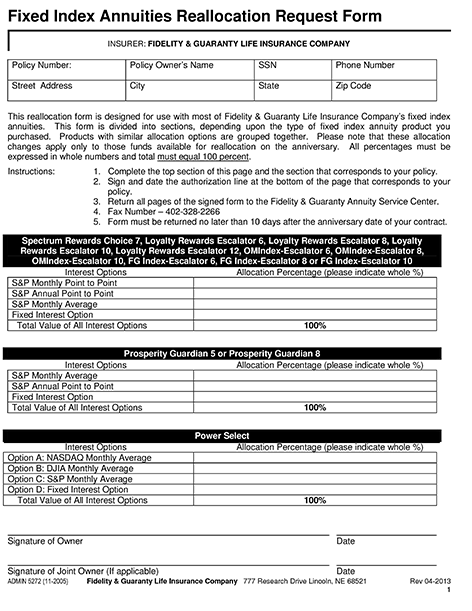 Fixed Index Annuities Reallocation Request Form
INSURER: FIDELITY & GUARANTY LIFE INSURANCE COMPANY
Policy Number: Policy Owner's Name SSN Phone Number
Street Address City State Zip Code
This reallocation form is designed for use with most of Fidelity & Guaranty Life Insurance Company's fixed index
annuities. This form is divided into sections, depending upon the type of fixed index annuity product you
purchased. Products with similar allocation options are grouped together. Please note that these allocation
changes apply only to those funds available for reallocation on the anniversary. All percentages must be
expressed in whole numbers and total must equal 100 percent.
Instructions: 1. Complete the top section of this page and the section that corresponds to your policy.
2. Sign and date the authorization line at the bottom of the page that corresponds to your
policy.
3. Return all pages of the signed form to the Fidelity & Guaranty Annuity Service Center.
4. Fax Number – 402-328-2266
5. Form must be returned no later than 10 days after the anniversary date of your contract.
Spectrum Rewards Choice 7, Loyalty Rewards Escalator 6, Loyalty Rewards Escalator 8, Loyalty
Rewards Escalator 10, Loyalty Rewards Escalator 12, OMIndex-Escalator 6, OMIndex-Escalator 8,
OMIndex-Escalator 10, FG Index-Escalator 6, FG Index-Escalator 8 or FG Index-Escalator 10
Interest Options Allocation Percentage (please indicate whole %)
S&P Monthly Point to Point
S&P Annual Point to Point
S&P Monthly Average
Fixed Interest Option
Total Value of All Interest Options 100%
Prosperity Guardian 5 or Prosperity Guardian 8
Interest Options Allocation Percentage (please indicate whole %)
S&P Monthly Average
S&P Annual Point to Point
Fixed Interest Option
Total Value of All Interest Options 100%
Power Select
Interest Options Allocation Percentage (please indicate whole %)
Option A: NASDAQ Monthly Average
Option B: DJIA Monthly Average
Option C: S&P Monthly Average
Option D: Fixed Interest Option
Total Value of All Interest Options 100%
Signature of Owner Date
Signature of Joint Owner (If applicable) Date
ADMIN 5272 (11-2005) Fidelity & Guaranty Life Insurance Company 777 Research Drive Lincoln, NE 68521 Rev 04-2013
1